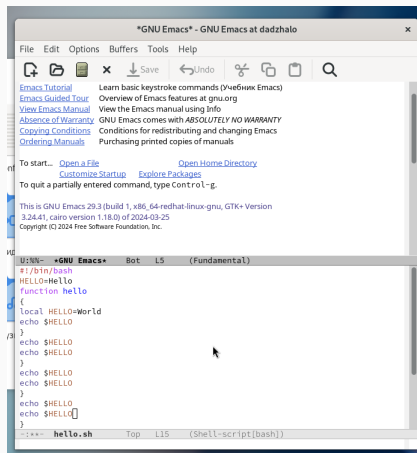 *GNU Emacs* - GNU Emacs at dadzhalo
File Edit Options Buffers Tools Help
Save Undo
Emacs Tutorial Learn basic keystroke commands (Учебник Emacs)
Emacs Guided Tour Overview of Emacs features at gnu.org
View Emacs Manual View the Emacs manual using Info
Absence of Warranty GNU Emacs comes with ABSOLUTELY NO WARRANTY
Copying Conditions Conditions for redistributing and changing Emacs
Ordering Manuals Purchasing printed copies of manuals
To start... Open a File Open Home Directory
Customize Startup Explore Packages
To quit a partially entered command, type Control-g.
This is GNU Emacs 29.3 (build 1, x86_64-redhat-linux-gnu, GTK+ Version
3.24.41, cairo version 1.18.0) of 2024-03-25
Copyright (C) 2024 Free Software Foundation, Inc.
U:%%- *GNU Emacs* Bot L5 (Fundamental)
#!/bin/bash
HELLO=Hello
function hello
{
local HELLO=World
echo $HELLO
}
echo $HELLO
echo $HELLO
}
echo $HELLO
echo $HELLO
}
echo $HELLO
echo $HELLO
}
-:**- hello.sh Top L15 (Shell-script[bash])